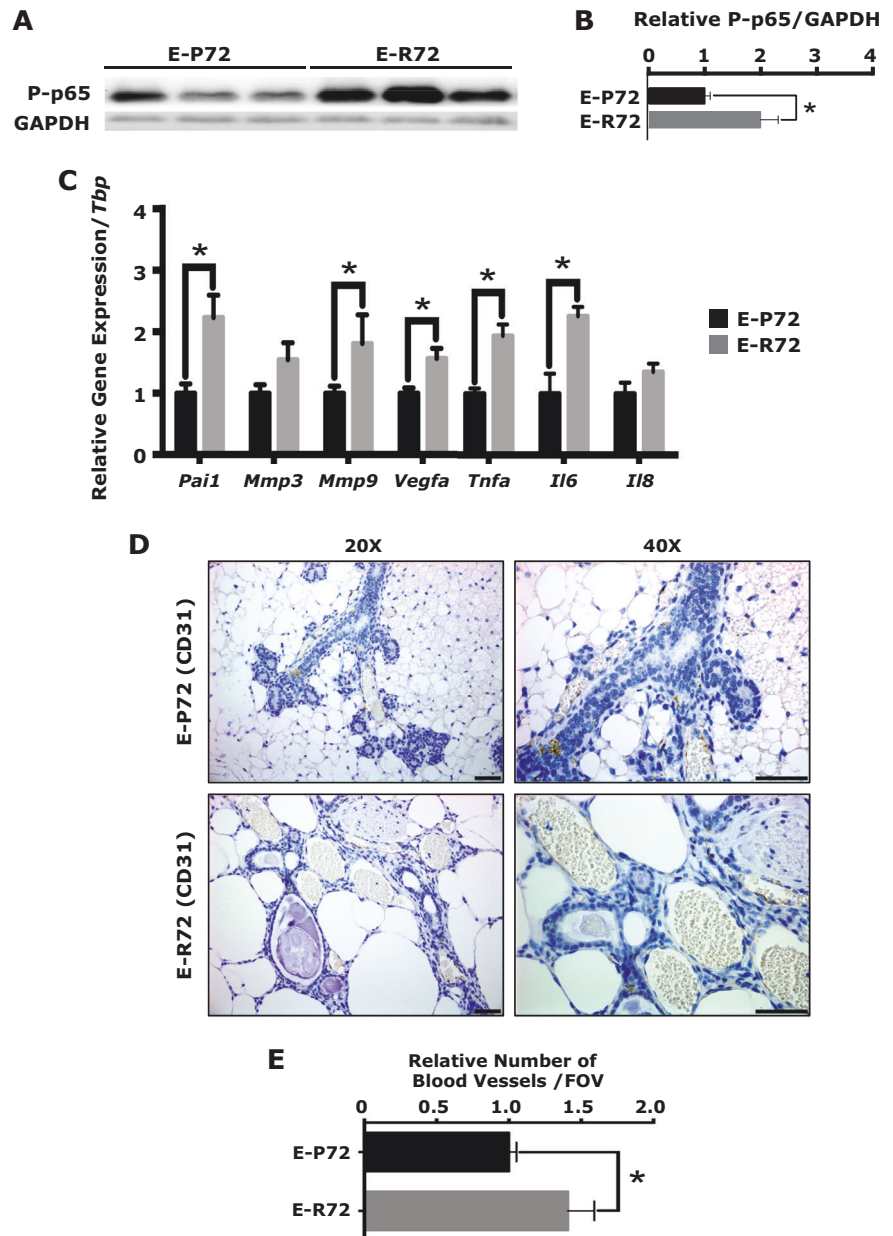 A
E-P72 E-R72
P-p65
GAPDH
B
Relative P-p65/GAPDH
0 1 2 3 4
E-P72
E-R72
*
C
Relative Gene Expression/Tbp
4
3
2
1
0
* * * * *
Pai1 Mmp3 Mmp9 Vegfa Tnfa Il6 Il8
E-P72
E-R72
D
20X 40X
E-P72 (CD31)
E-R72 (CD31)
E
Relative Number of
Blood Vessels /FOV
0 0.5 1.0 1.5 2.0
E-P72
E-R72
*